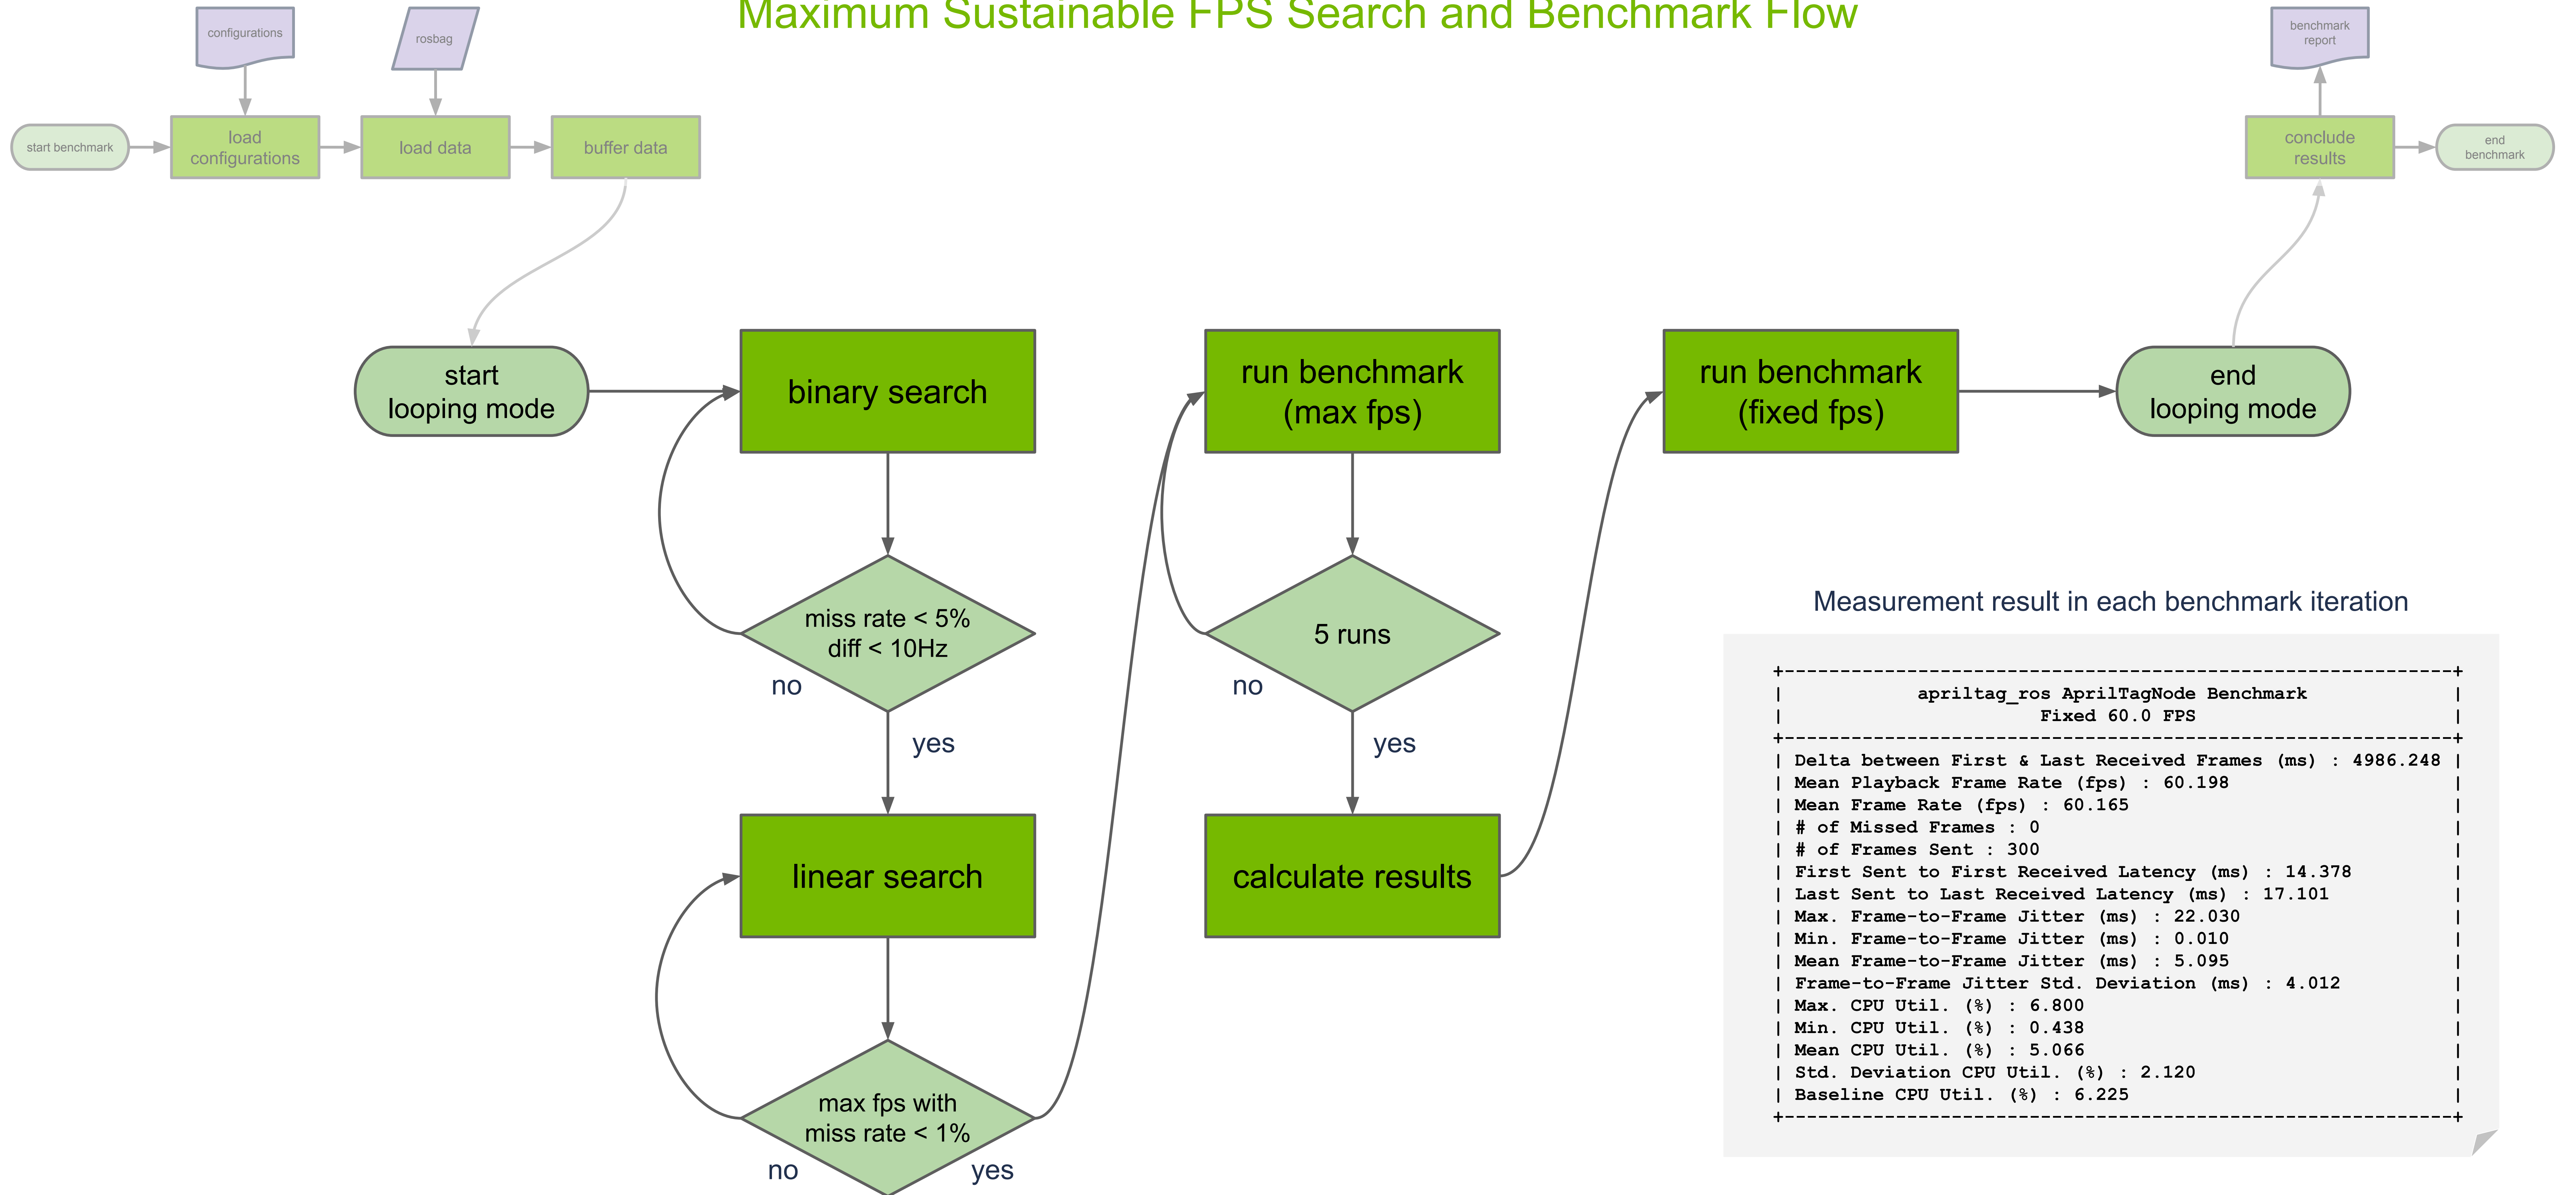 Maximum Sustainable FPS Search and Benchmark Flow
configurations
rosbag
benchmark
report
start benchmark
load
configurations
load data
buffer data
conclude
results
end
benchmark
start
looping mode
binary search
run benchmark
(max fps)
run benchmark
(fixed fps)
end
looping mode
miss rate < 5%
diff < 10Hz
no
yes
5 runs
no
yes
linear search
calculate results
max fps with
miss rate < 1%
no
yes
Measurement result in each benchmark iteration
+------------------------------------------------------------+
| apriltag_ros AprilTagNode Benchmark |
| Fixed 60.0 FPS |
+------------------------------------------------------------+
| Delta between First & Last Received Frames (ms) : 4986.248 |
| Mean Playback Frame Rate (fps) : 60.198 |
| Mean Frame Rate (fps) : 60.165 |
| # of Missed Frames : 0 |
| # of Frames Sent : 300 |
| First Sent to First Received Latency (ms) : 14.378 |
| Last Sent to Last Received Latency (ms) : 17.101 |
| Max. Frame-to-Frame Jitter (ms) : 22.030 |
| Min. Frame-to-Frame Jitter (ms) : 0.010 |
| Mean Frame-to-Frame Jitter (ms) : 5.095 |
| Frame-to-Frame Jitter Std. Deviation (ms) : 4.012 |
| Max. CPU Util. (%) : 6.800 |
| Min. CPU Util. (%) : 0.438 |
| Mean CPU Util. (%) : 5.066 |
| Std. Deviation CPU Util. (%) : 2.120 |
| Baseline CPU Util. (%) : 6.225 |
+------------------------------------------------------------+